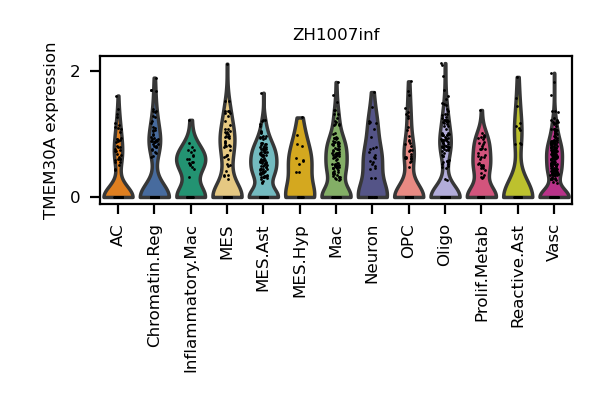 ZH1007inf
TMEM30A expression
2
0
AC
Chromatin.Reg
Inflammatory.Mac
MES
MES.Ast
MES.Hyp
Mac
Neuron
OPC
Oligo
Prolif.Metab
Reactive.Ast
Vasc